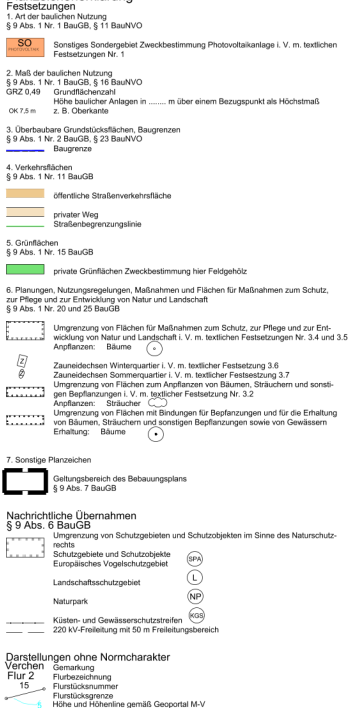 Festsetzungen
1. Art der baulichen Nutzung
§ 9 Abs. 1 Nr. 1 BauGB, § 11 BauNVO
SO
PHOTOVOLTAIK
Sonstiges Sondergebiet Zweckbestimmung Photovoltaikanlage i. V. m. textlichen
Festsetzungen Nr. 1
2. Maß der baulichen Nutzung
§ 9 Abs. 1 Nr. 1 BauGB, § 16 BauNVO
GRZ 0,49 Grundflächenzahl
Höhe baulicher Anlagen in ........ m über einem Bezugspunkt als Höchstmaß
OK 7,5 m z. B. Oberkante
3. Überbaubare Grundstücksflächen, Baugrenzen
§ 9 Abs. 1 Nr. 2 BauGB, § 23 BauNVO
Baugrenze
4. Verkehrsflächen
§ 9 Abs. 1 Nr. 11 BauGB
öffentliche Straßenverkehrsfläche
privater Weg
Straßenbegrenzungslinie
5. Grünflächen
§ 9 Abs. 1 Nr. 15 BauGB
private Grünflächen Zweckbestimmung hier Feldgehölz
6. Planungen, Nutzungsregelungen, Maßnahmen und Flächen für Maßnahmen zum Schutz,
zur Pflege und zur Entwicklung von Natur und Landschaft
§ 9 Abs. 1 Nr. 20 und 25 BauGB
Umgrenzung von Flächen für Maßnahmen zum Schutz, zur Pflege und zur Ent-
wicklung von Natur und Landschaft i. V. m. textlichen Festsetzungen Nr. 3.4 und 3.5
Anpflanzen: Bäume
Z
Zauneidechsen Winterquartier i. V. m. textlicher Festsetzung 3.6
Zauneidechsen Sommerquartier i. V. m. textlicher Festsetzung 3.7
Umgrenzung von Flächen zum Anpflanzen von Bäumen, Sträuchern und sonsti-
gen Bepflanzungen i. V. m. textlicher Festsetzung Nr. 3.2
Anpflanzen: Sträucher
Umgrenzung von Flächen mit Bindungen für Bepfanzungen und für die Erhaltung
von Bäumen, Sträuchern und sonstigen Bepflanzungen sowie von Gewässern
Erhaltung: Bäume
7. Sonstige Planzeichen
Geltungsbereich des Bebauungsplans
§ 9 Abs. 7 BauGB
Nachrichtliche Übernahmen
§ 9 Abs. 6 BauGB
Umgrenzung von Schutzgebieten und Schutzobjekten im Sinne des Naturschutz-
rechts
Schutzgebiete und Schutzobjekte
Europäisches Vogelschutzgebiet SPA
Landschaftsschutzgebiet L
Naturpark NP
Küsten- und Gewässerschutzstreifen KGS
220 kV-Freileitung mit 50 m Freileitungsbereich
Darstellungen ohne Normcharakter
Verchen Gemarkung
Flur 2 Flurbezeichnung
15 Flurstücksnummer
Flurstücksgrenze
Höhe und Höhenlinie gemäß Geoportal M-V